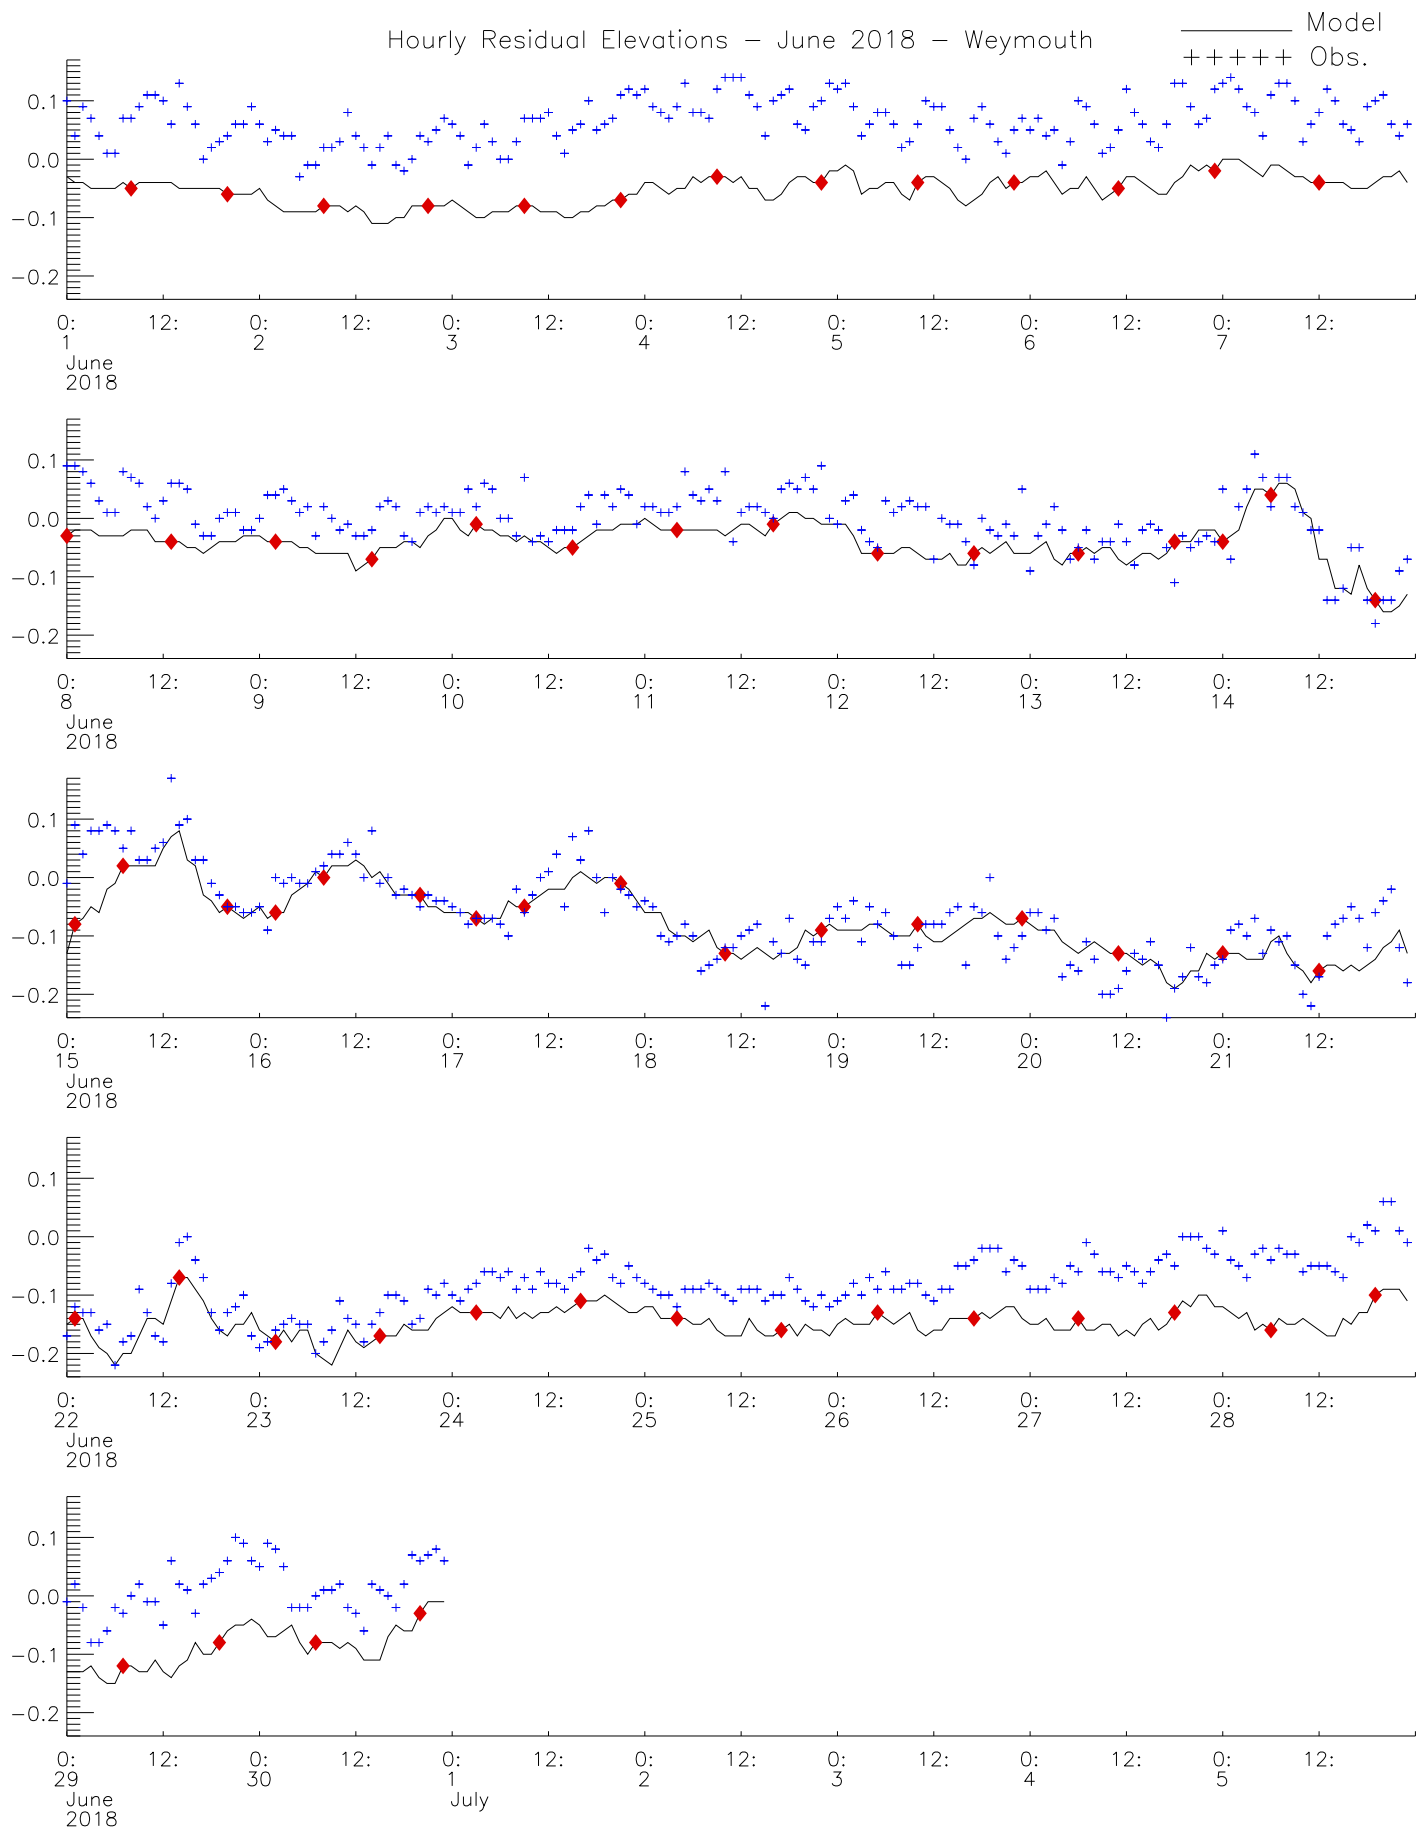 Hourly Residual Elevations − June 2018 − Weymouth
Model
+++++ Obs.
0.1
0.0
−0.1
−0.2
0: 12: 0: 12: 0: 12: 0: 12: 0: 12: 0: 12: 0: 12:
1 2 3 4 5 6 7
June
2018
0.1
0.0
−0.1
−0.2
0: 12: 0: 12: 0: 12: 0: 12: 0: 12: 0: 12: 0: 12:
8 9 10 11 12 13 14
June
2018
0.1
0.0
−0.1
−0.2
0: 12: 0: 12: 0: 12: 0: 12: 0: 12: 0: 12: 0: 12:
15 16 17 18 19 20 21
June
2018
0.1
0.0
−0.1
−0.2
0: 12: 0: 12: 0: 12: 0: 12: 0: 12: 0: 12: 0: 12:
22 23 24 25 26 27 28
June
2018
0.1
0.0
−0.1
−0.2
0: 12: 0: 12: 0: 12: 0: 12: 0: 12: 0: 12: 0: 12:
29 30 1 2 3 4 5
June July
2018